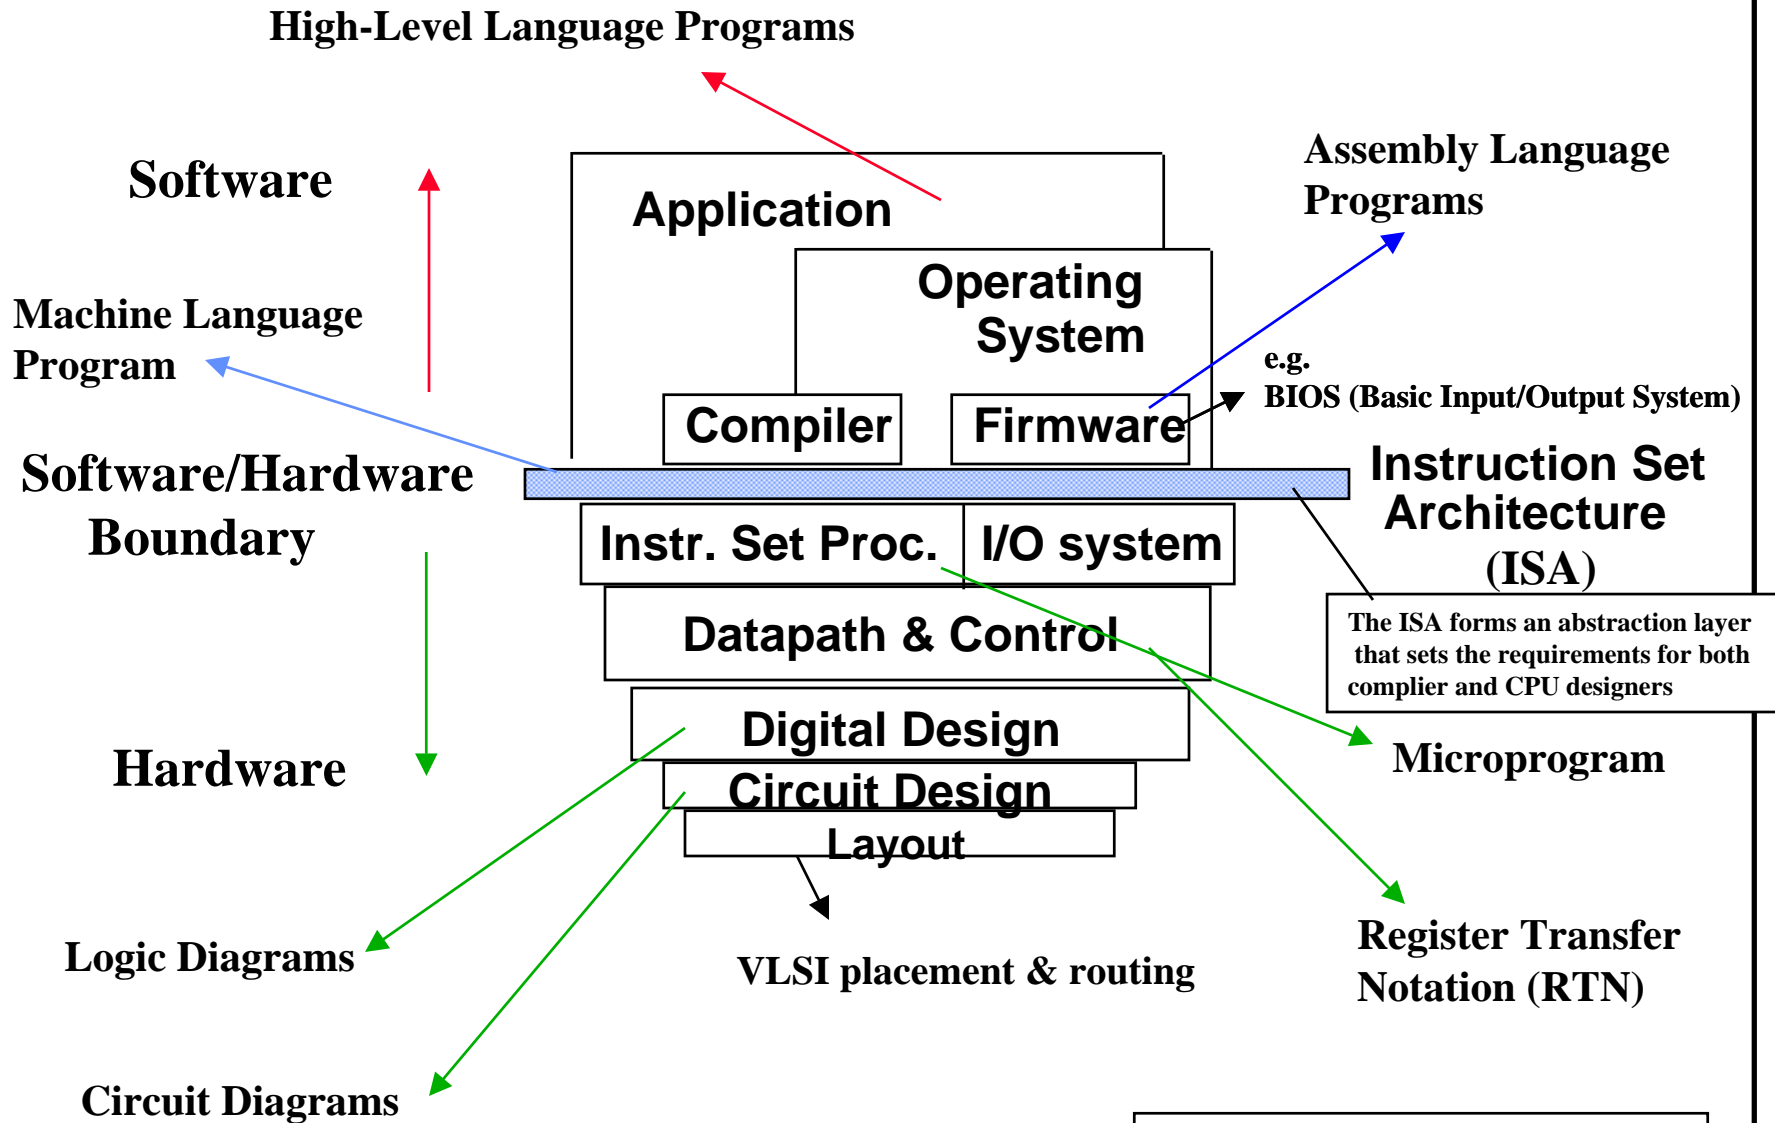 High-Level Language Programs
Software
Application
Assembly Language
Programs
Operating
System
Machine Language
Program
e.g.
BIOS (Basic Input/Output System)
Compiler
Firmware
Software/Hardware
Boundary
Instruction Set
Architecture
(ISA)
Instr. Set Proc.
I/O system
The ISA forms an abstraction layer
that sets the requirements for both
complier and CPU designers
Datapath & Control
Digital Design
Hardware
Microprogram
Circuit Design
Layout
Logic Diagrams
VLSI placement & routing
Register Transfer
Notation (RTN)
Circuit Diagrams